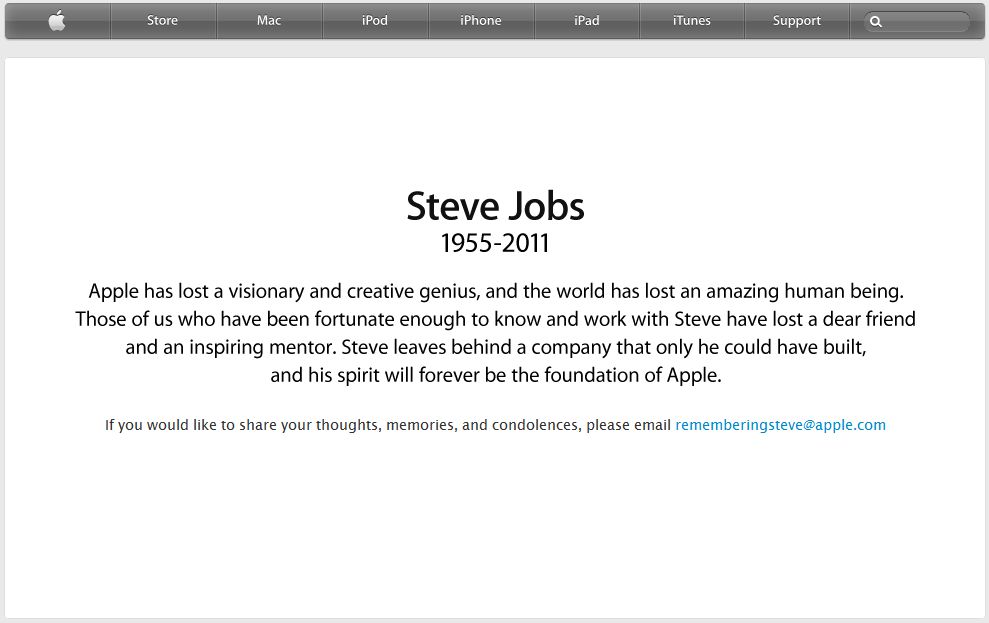 Store Mac iPod iPhone iPad iTunes Support
Steve Jobs
1955-2011
Apple has lost a visionary and creative genius, and the world has lost an amazing human being.
Those of us who have been fortunate enough to know and work with Steve have lost a dear friend
and an inspiring mentor. Steve leaves behind a company that only he could have built,
and his spirit will forever be the foundation of Apple.
If you would like to share your thoughts, memories, and condolences, please email rememberingsteve@apple.com